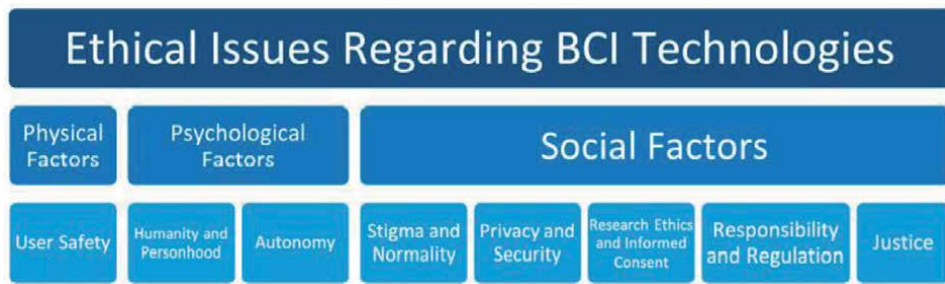 Ethical Issues Regarding BCI Technologies
Physical
Factors
Psychological
Factors
Social Factors
User Safety
Humanity and
Personhood
Autonomy
Stigma and
Normality
Privacy and
Security
Research Ethics
and Informed
Consent
Responsibility
and Regulation
Justice